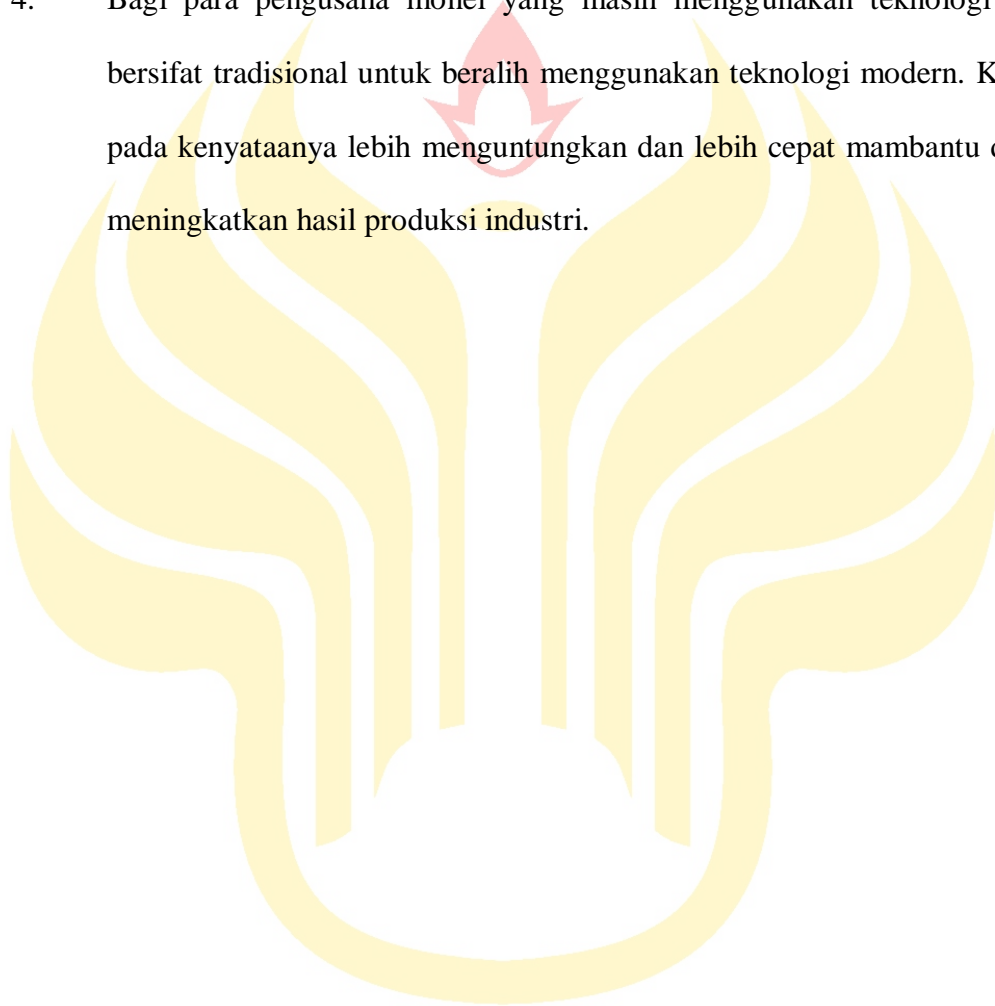 4. Bagi para pengusaha monel yang masih menggunakan teknologi
bersifat tradisional untuk beralih menggunakan teknologi modern. K
pada kenyataanya lebih menguntungkan dan lebih cepat mambantu
meningkatkan hasil produksi industri.